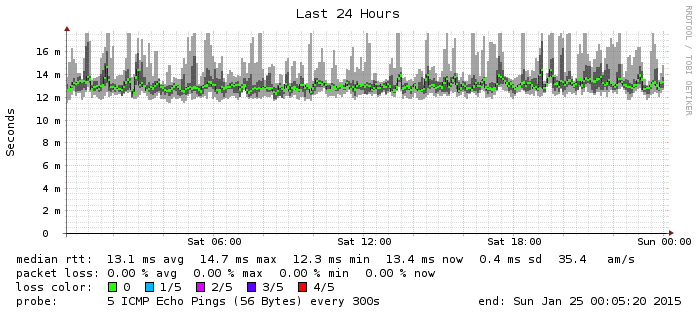 Last 24 Hours
RRDTOOL / TOBI OETIKER
Seconds
16 m
14 m
12 m
10 m
8 m
6 m
4 m
2 m
0
Sat 06:00 Sat 12:00 Sat 18:00 Sun 00:00
median rtt: 13.1 ms avg 14.7 ms max 12.3 ms min 13.4 ms now 0.4 ms sd 35.4 am/s
packet loss: 0.00 % avg 0.00 % max 0.00 % min 0.00 % now
loss color: 0 1/5 2/5 3/5 4/5
probe: 5 ICMP Echo Pings (56 Bytes) every 300s end: Sun Jan 25 00:05:20 2015